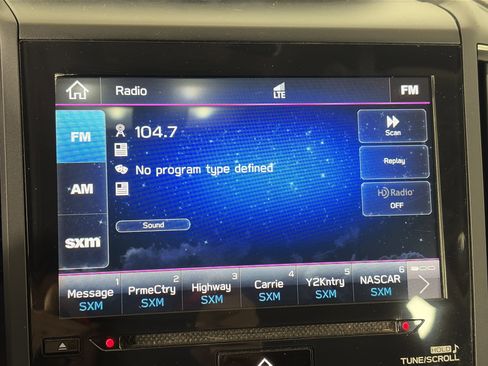 Radio LTE FM
FM
AM
sxm
104.7
No program type defined
Sound
Scan
Replay
HD Radio
OFF
1 2 3 4 5 6
Message PrmeCtry Highway Carrie Y2Kntry NASCAR
SXM SXM SXM SXM SXM SXM
HOLD
TUNE/SCROLL